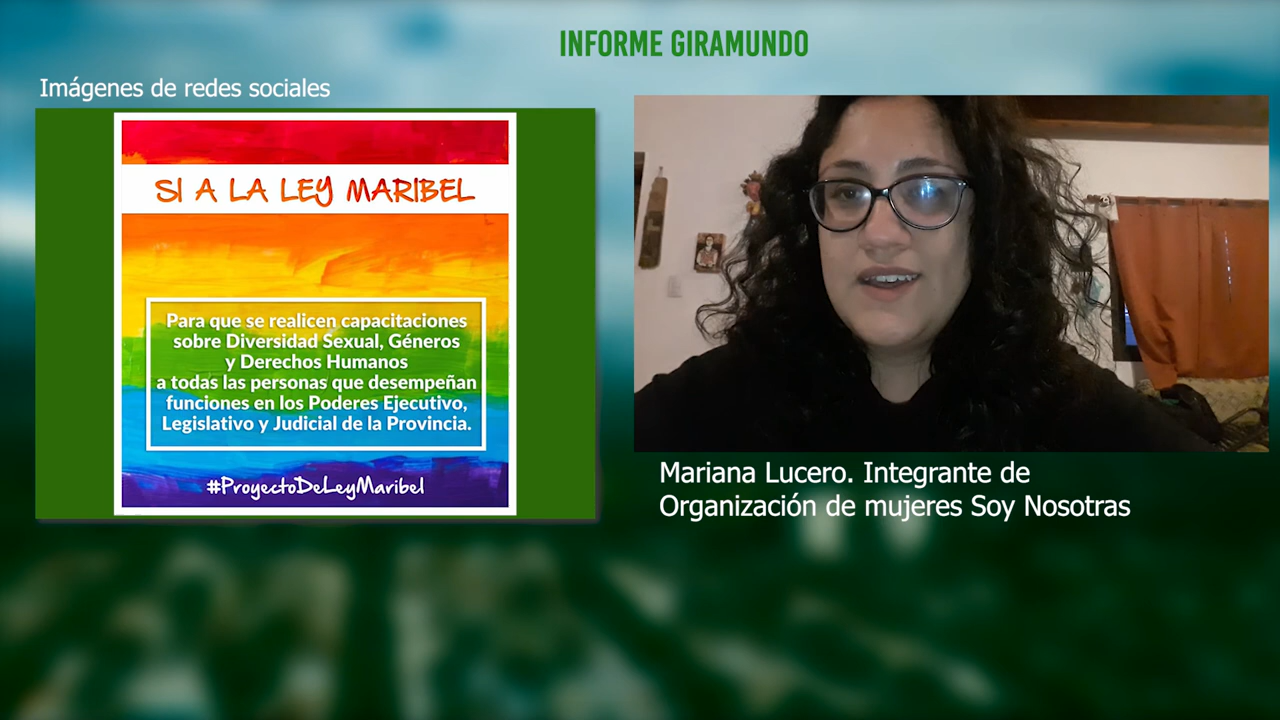 INFORME GIRAMUNDO
Imágenes de redes sociales
SI A LA LEY MARIBEL
Para que se realicen capacitaciones
sobre Diversidad Sexual, Géneros
y Derechos Humanos
a todas las personas que desempeñan
funciones en los Poderes Ejecutivo,
Legislativo y Judicial de la Provincia.
#ProyectoDeLeyMaribel
Mariana Lucero. Integrante de
Organización de mujeres Soy Nosotras